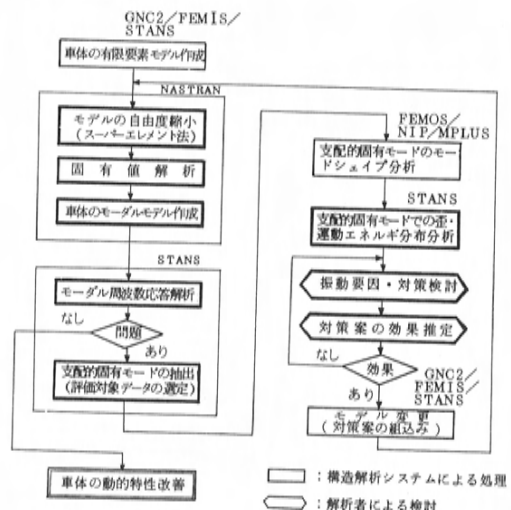 GNC2／FEMIS／
STANS
車体の有限要素モデル作成
NASTRAN
モデルの自由度縮小
(スーパーエレメント法)
固有値解析
車体のモーダルモデル作成
STANS
モーダル周波数応答解析
なし
問題
あり
支配的固有モードの抽出
(評価対象データの選定)
車体の動的特性改善
FEMOS／
NIP／MPLUS
支配的固有モードのモー
ドシェイプ分析
STANS
支配的固有モードでの歪・
運動エネルギ分布分析
振動要因・対策検討
対策案の効果推定
なし
効果
あり
GNC2／
FEMIS／
STANS
モデル変更
(対策案の組込み)
：構造解析システムによる処理
：解析者による検討